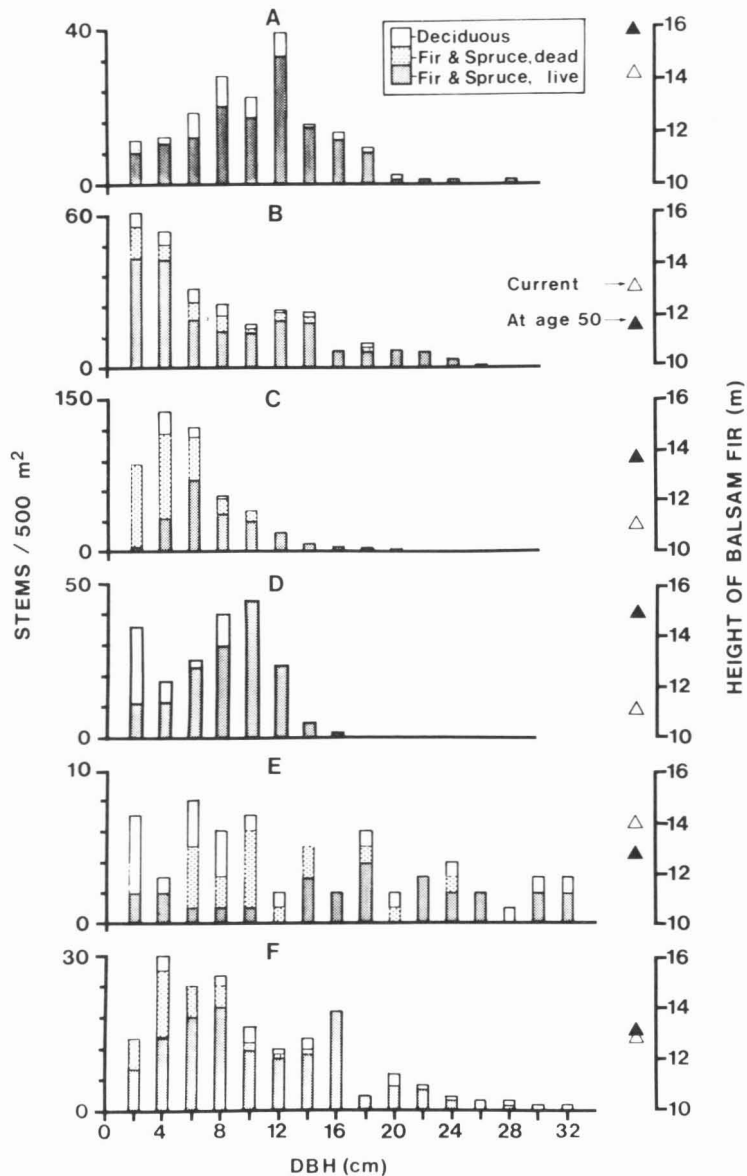 A
40
0
Deciduous
Fir & Spruce, dead
Fir & Spruce, live
16
14
12
10
B
60
0
Current
At age 50
16
14
12
10
C
150
0
16
14
12
10
D
50
0
16
14
12
10
E
10
0
16
14
12
10
F
30
0
16
14
12
10
STEMS / 500 m²
HEIGHT OF BALSAM FIR (m)
0 4 8 12 16 20 24 28 32
DBH (cm)